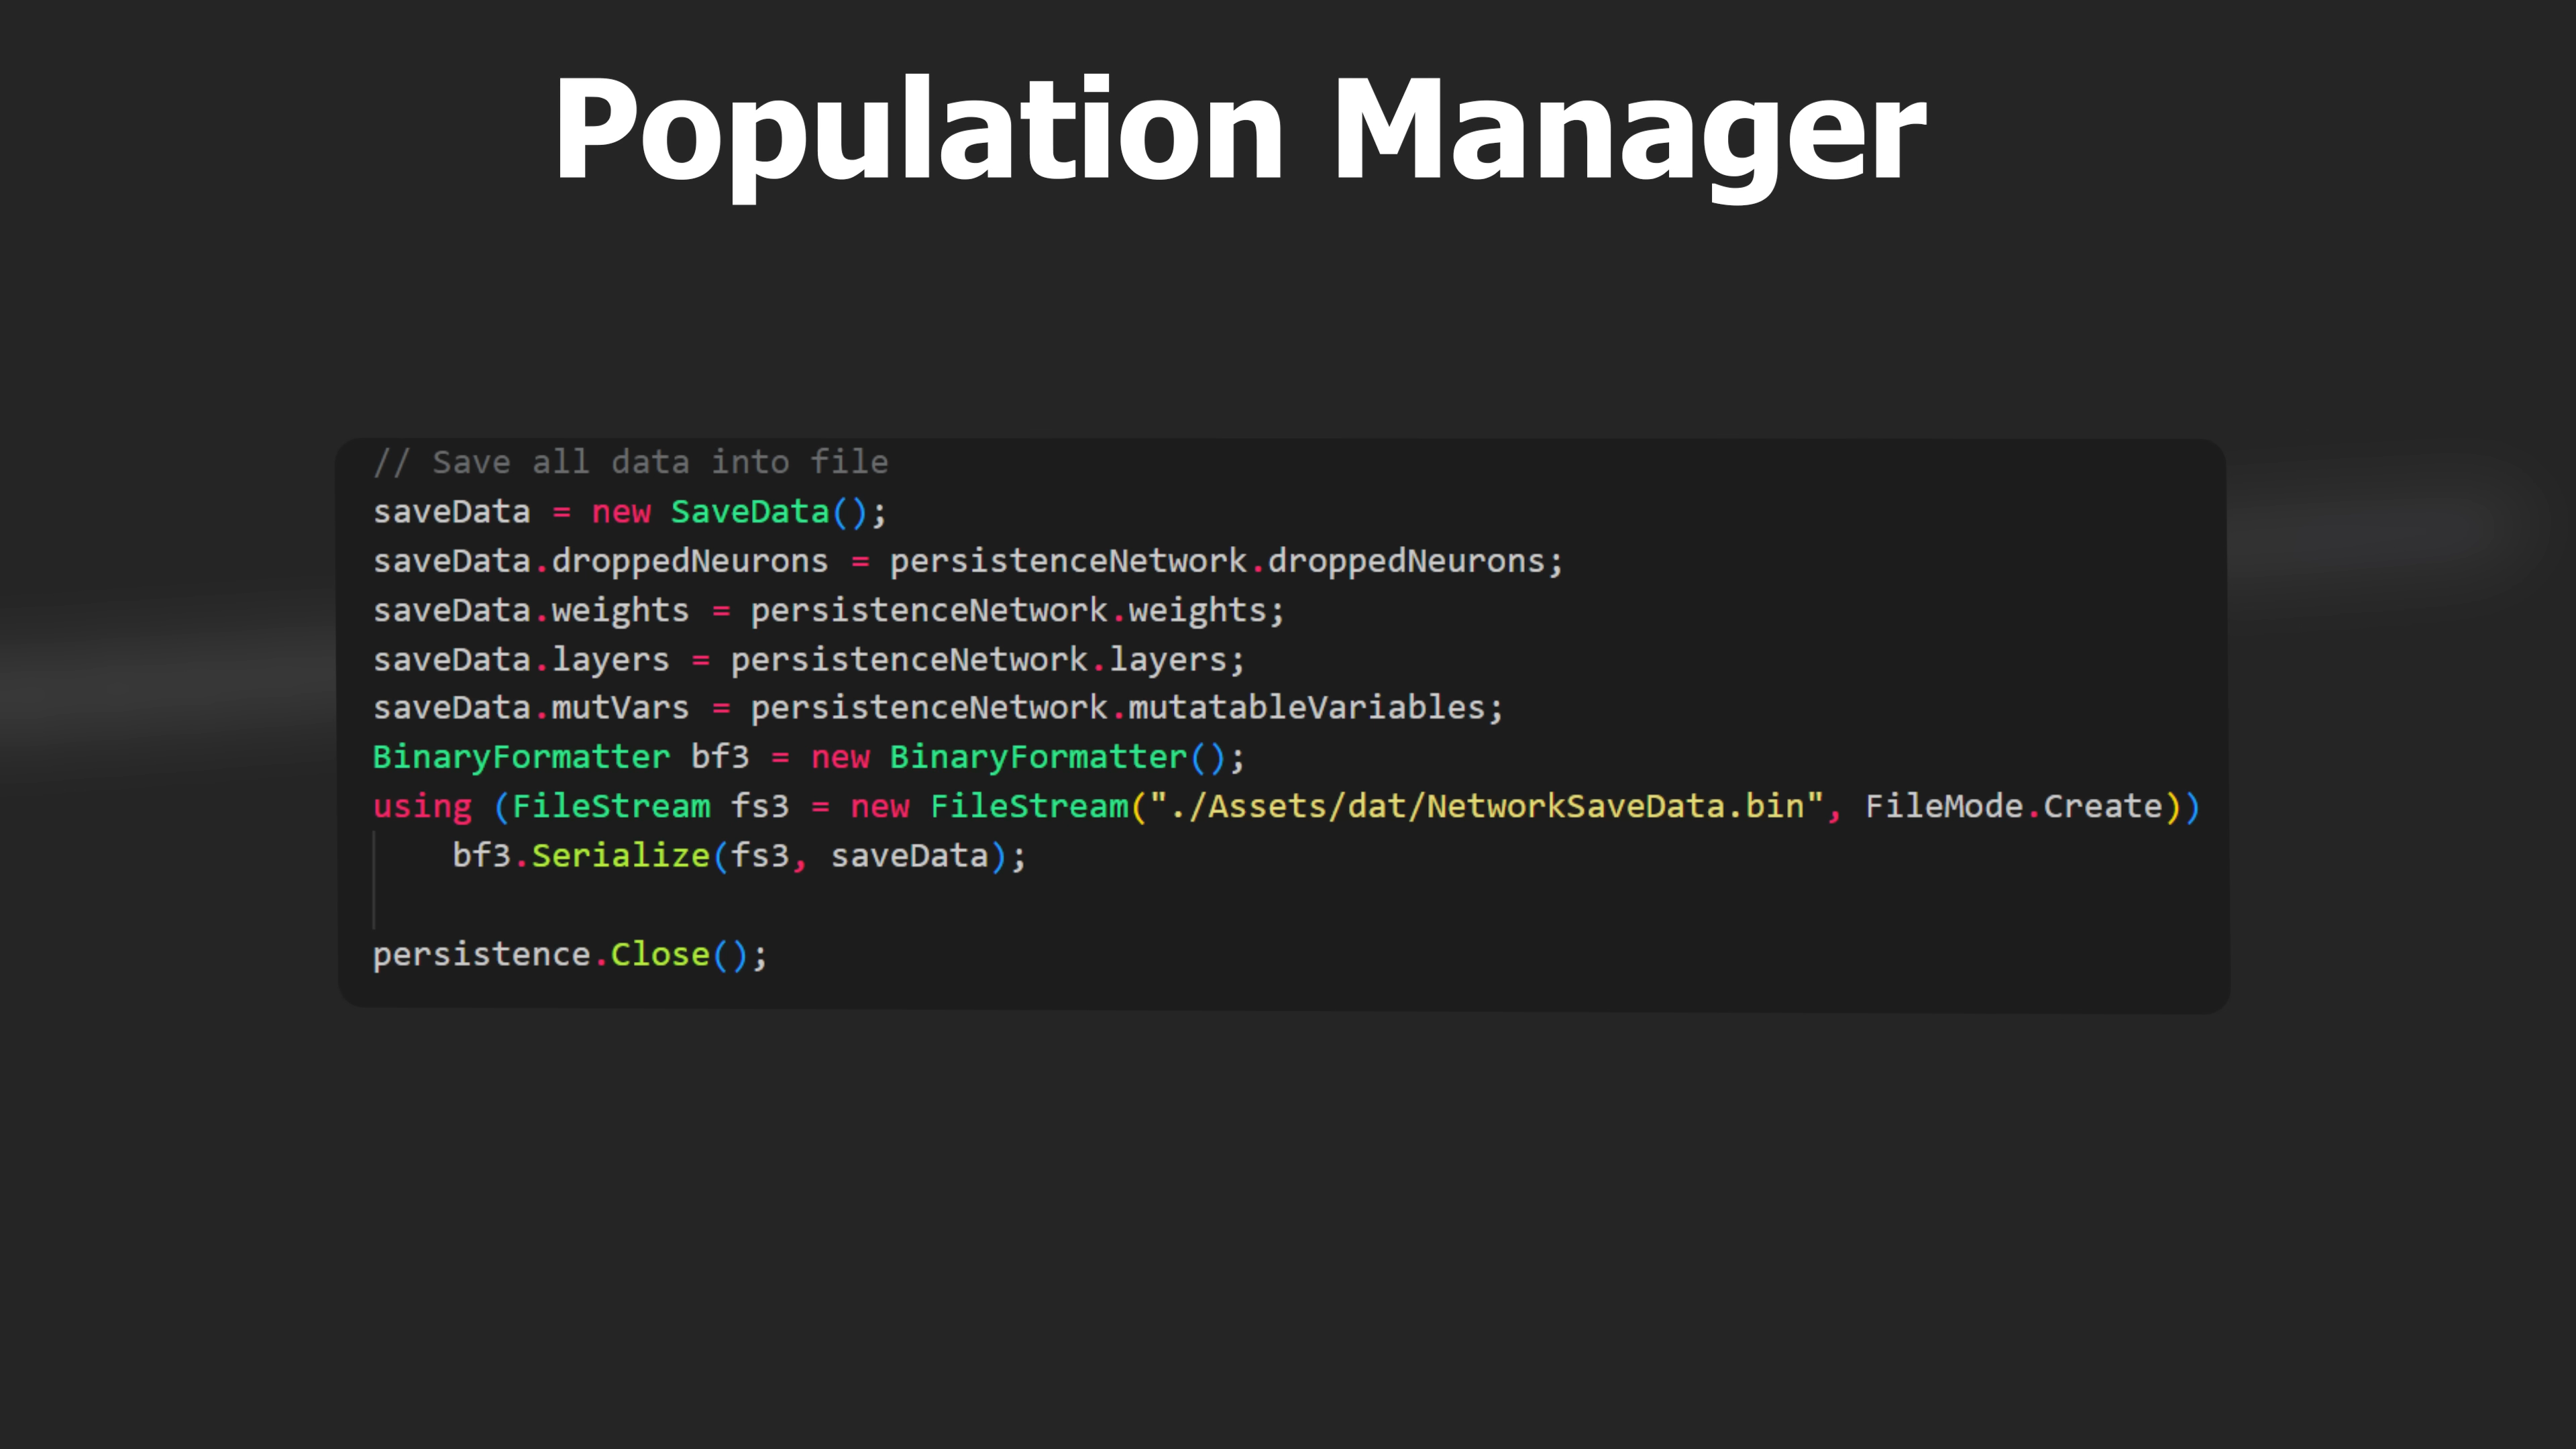 Population Manager
// Save all data into file
saveData = new SaveData();
saveData.droppedNeurons = persistenceNetwork.droppedNeurons;
saveData.weights = persistenceNetwork.weights;
saveData.layers = persistenceNetwork.layers;
saveData.mutVars = persistenceNetwork.mutatableVariables;
BinaryFormatter bf3 = new BinaryFormatter();
using (FileStream fs3 = new FileStream("./Assets/dat/NetworkSaveData.bin", FileMode.Create))
    bf3.Serialize(fs3, saveData);
persistence.Close();